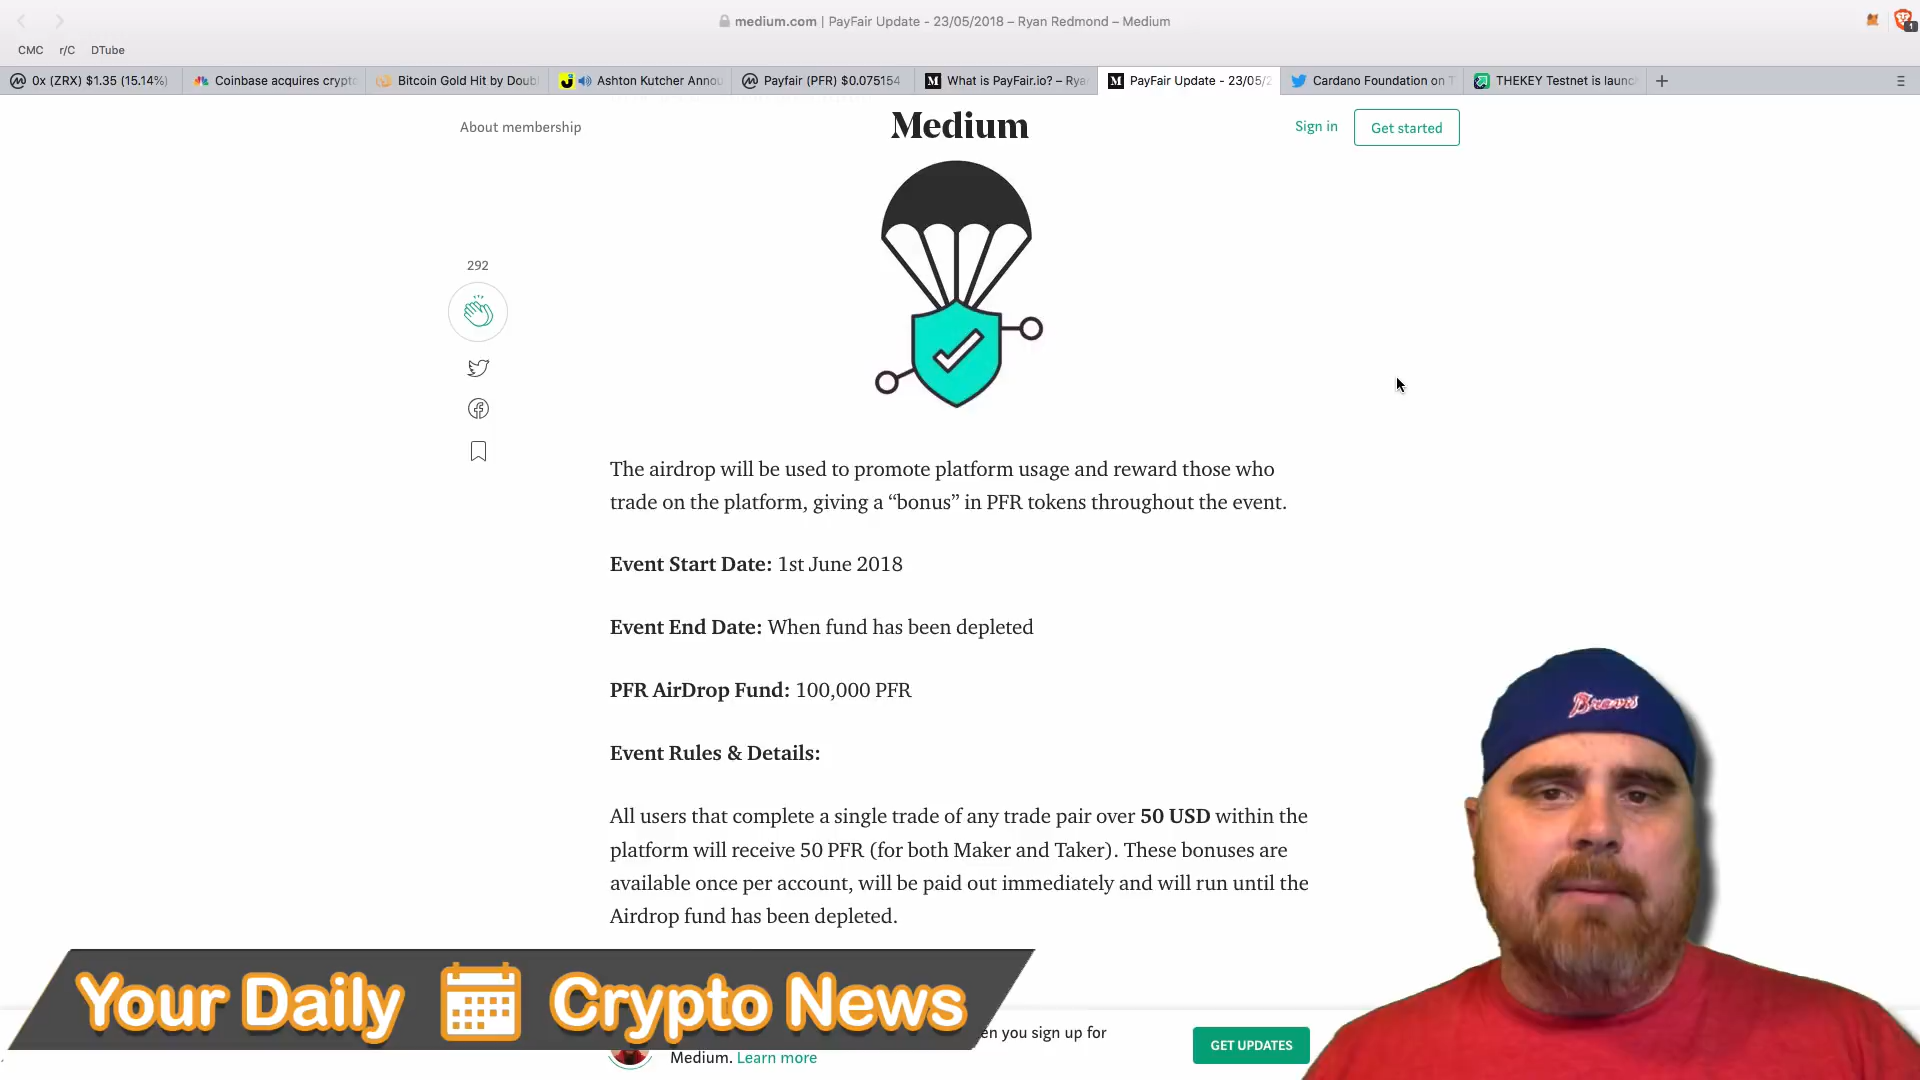 medium.com | PayFair Update - 23/05/2018 – Ryan Redmond – Medium
1
CMC r/C DTube
0x (ZRX) $1.35 (15.14%)
Coinbase acquires crypto
Bitcoin Gold Hit by Doubl
Ashton Kutcher Annou
Payfair (PFR) $0.075154
What is PayFair.io? – Rya
PayFair Update - 23/05/2
Cardano Foundation on T
THEKEY Testnet is launc
About membership
Medium
Sign in
Get started
292
The airdrop will be used to promote platform usage and reward those who
trade on the platform, giving a “bonus” in PFR tokens throughout the event.
Event Start Date: 1st June 2018
Event End Date: When fund has been depleted
PFR AirDrop Fund: 100,000 PFR
Event Rules & Details:
All users that complete a single trade of any trade pair over 50 USD within the
platform will receive 50 PFR (for both Maker and Taker). These bonuses are
available once per account, will be paid out immediately and will run until the
Airdrop fund has been depleted.
Braves
Your Daily Crypto News
en you sign up for
Medium. Learn more
GET UPDATES